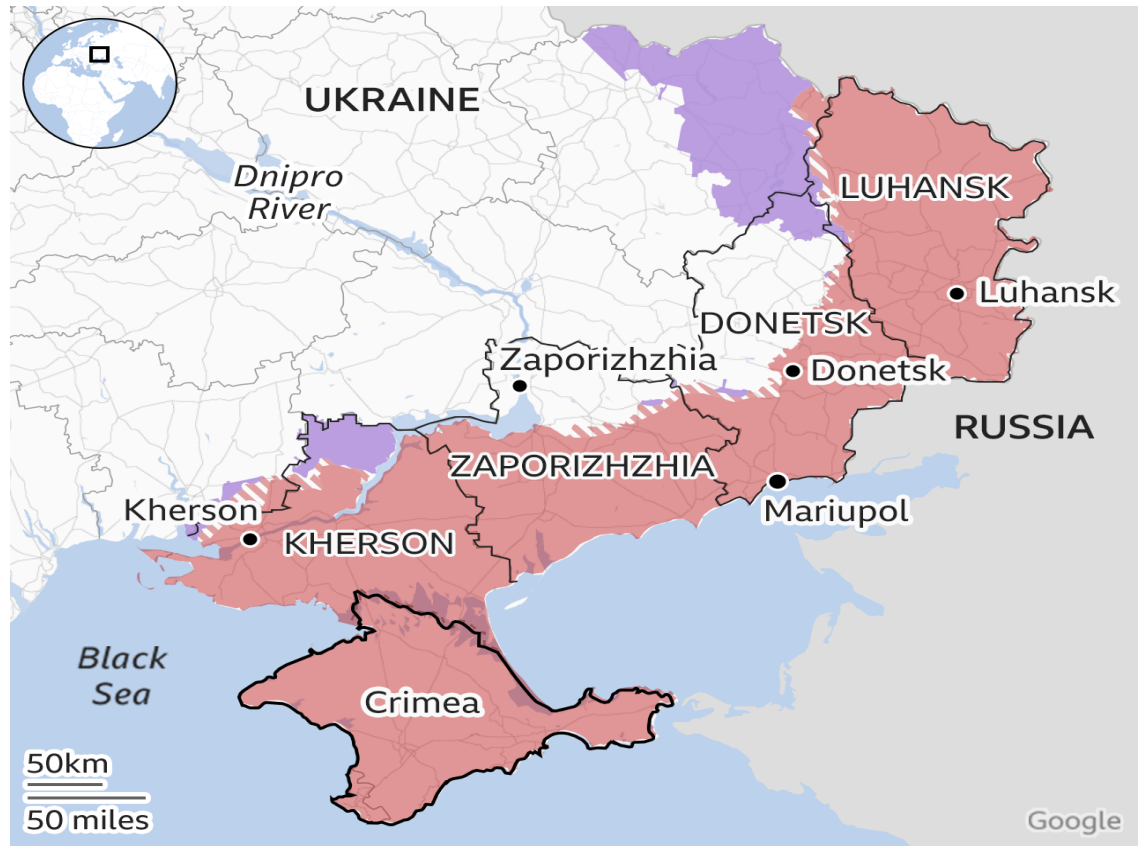 UKRAINE
Dnipro
River
LUHANSK
Luhansk
DONETSK
Zaporizhzhia
Donetsk
RUSSIA
ZAPORIZHZHIA
Mariupol
Kherson
KHERSON
Black
Sea
Crimea
50km
50 miles
Google